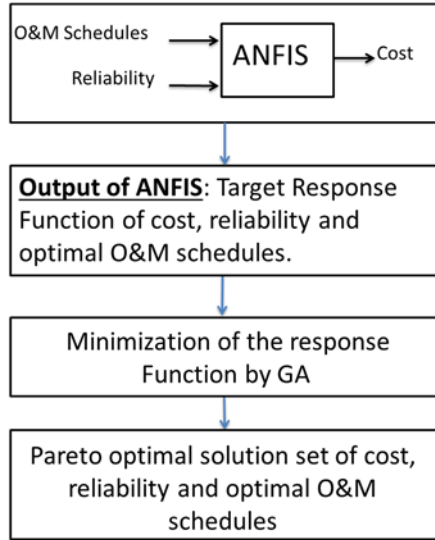 O&M Schedules
ANFIS
Cost
Reliability
Output of ANFIS: Target Response
Function of cost, reliability and
optimal O&M schedules.
Minimization of the response
Function by GA
Pareto optimal solution set of cost,
reliability and optimal O&M
schedules